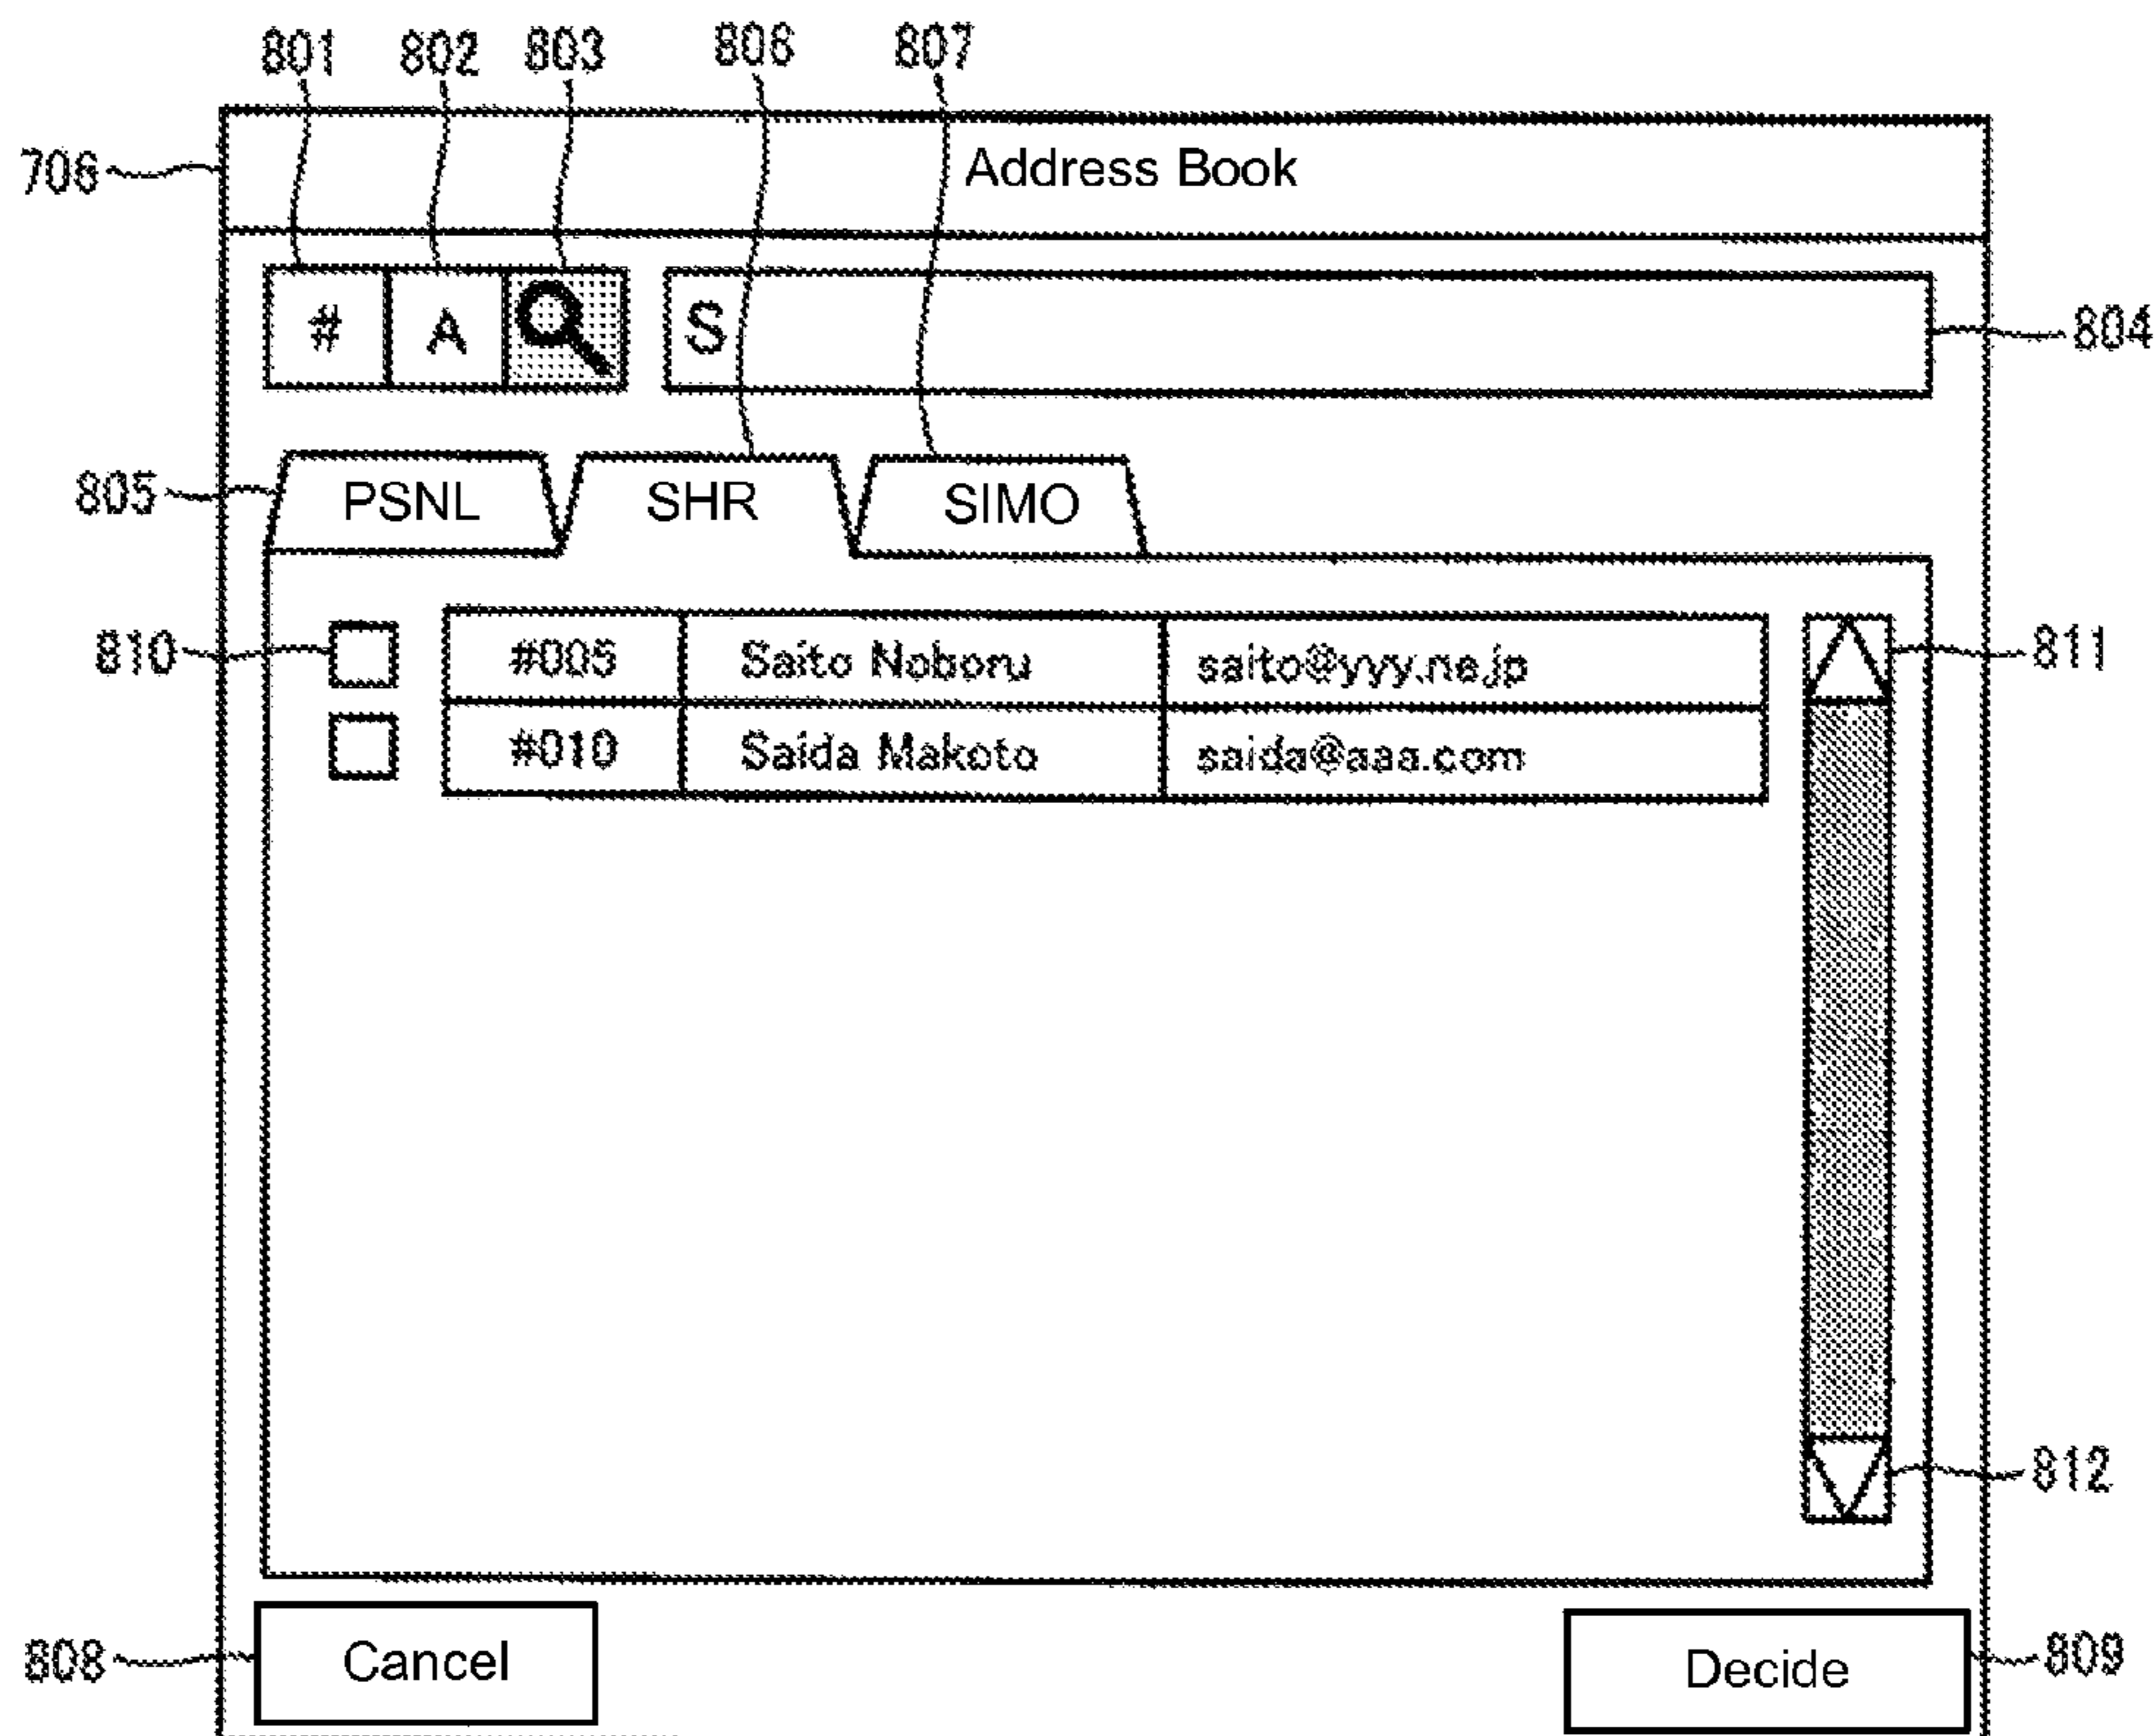 801 802 803 806 807
706 Address Book
# A S 804
805 PSNL SHR SIMO
810 #005 Saito Noboru saito@yyy.ne.jp 811
#010 Saida Makoto saida@aaa.com
812
808 Cancel Decide 809